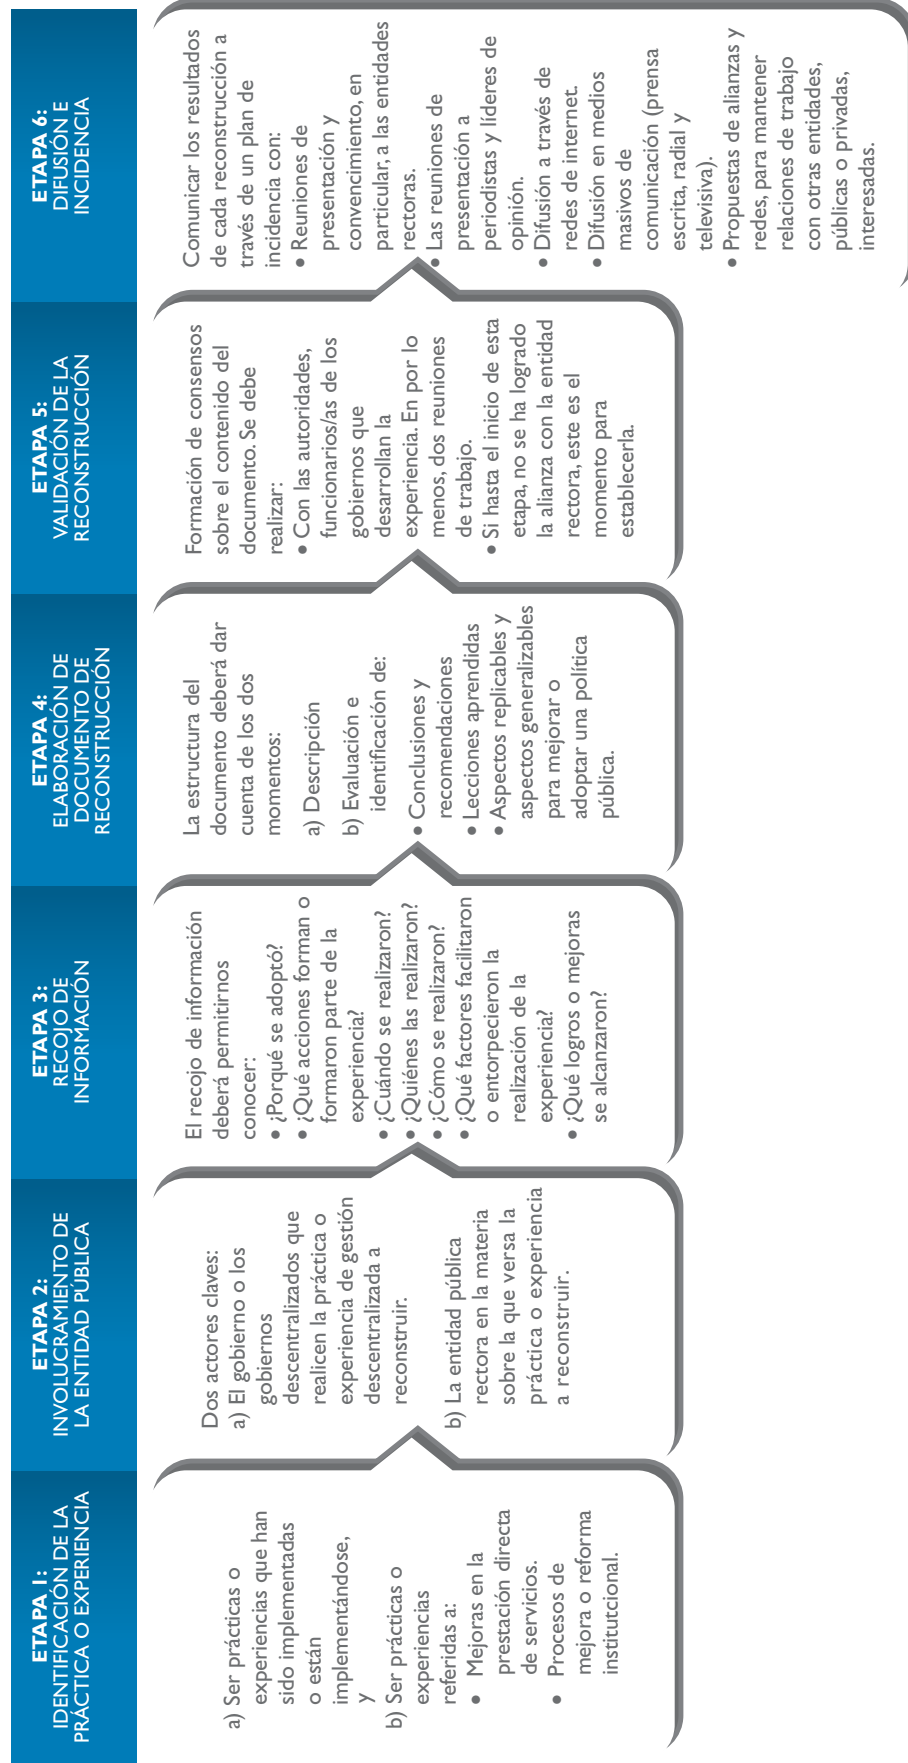 ETAPA 1:
IDENTIFICACIÓN DE LA
PRÁCTICA O EXPERIENCIA
a) Ser prácticas o
experiencias que han
sido implementadas
o están
implementándose,
y
b) Ser prácticas o
experiencias
referidas a:
• Mejoras en la
prestación directa
de servicios.
• Procesos de
mejora o reforma
institutcional.
ETAPA 2:
INVOLUCRAMIENTO DE
LA ENTIDAD PÚBLICA
Dos actores claves:
a) El gobierno o los
gobiernos
descentralizados que
realicen la práctica o
experiencia de gestión
descentralizada a
reconstruir.
b) La entidad pública
rectora en la materia
sobre la que versa la
práctica o experiencia
a reconstruir.
ETAPA 3:
RECOJO DE
INFORMACIÓN
El recojo de información
deberá permitirnos
conocer:
• ¿Porqué se adoptó?
• ¿Qué acciones forman o
formaron parte de la
experiencia?
• ¿Cuándo se realizaron?
• ¿Quiénes las realizaron?
• ¿Cómo se realizaron?
• ¿Qué factores facilitaron
o entorpecieron la
realización de la
experiencia?
• ¿Qué logros o mejoras
se alcanzaron?
ETAPA 4:
ELABORACIÓN DE
DOCUMENTO DE
RECONSTRUCCIÓN
La estructura del
documento deberá dar
cuenta de los dos
momentos:
a) Descripción
b) Evaluación e
identificación de:
• Conclusiones y
recomendaciones
• Lecciones aprendidas
• Aspectos replicables y
aspectos generalizables
para mejorar o
adoptar una política
pública.
ETAPA 5:
VALIDACIÓN DE LA
RECONSTRUCCIÓN
Formación de consensos
sobre el contenido del
documento. Se debe
realizar:
• Con las autoridades,
funcionarios/as de los
gobiernos que
desarrollan la
experiencia. En por lo
menos, dos reuniones
de trabajo.
• Si hasta el inicio de esta
etapa, no se ha logrado
la alianza con la entidad
rectora, este es el
momento para
establecerla.
ETAPA 6:
DIFUSIÓN E
INCIDENCIA
Comunicar los resultados
de cada reconstrucción a
través de un plan de
incidencia con:
• Reuniones de
presentación y
convencimiento, en
particular, a las entidades
rectoras.
• Las reuniones de
presentación a
periodistas y líderes de
opinión.
• Difusión a través de
redes de internet.
• Difusión en medios
masivos de
comunicación (prensa
escrita, radial y
televisiva).
• Propuestas de alianzas y
redes, para mantener
relaciones de trabajo
con otras entidades,
públicas o privadas,
interesadas.